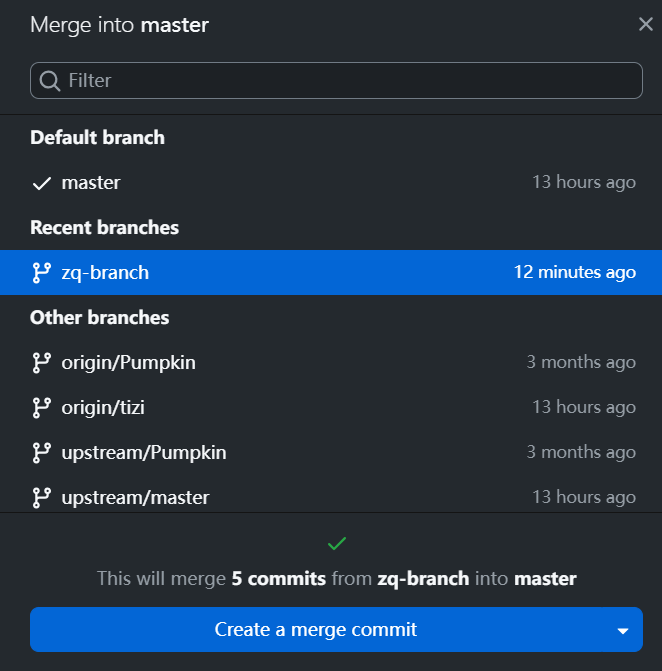 Merge into master
Filter
Default branch
master 13 hours ago
Recent branches
zq-branch 12 minutes ago
Other branches
origin/Pumpkin 3 months ago
origin/tizi 13 hours ago
upstream/Pumpkin 3 months ago
upstream/master 13 hours ago
This will merge 5 commits from zq-branch into master
Create a merge commit